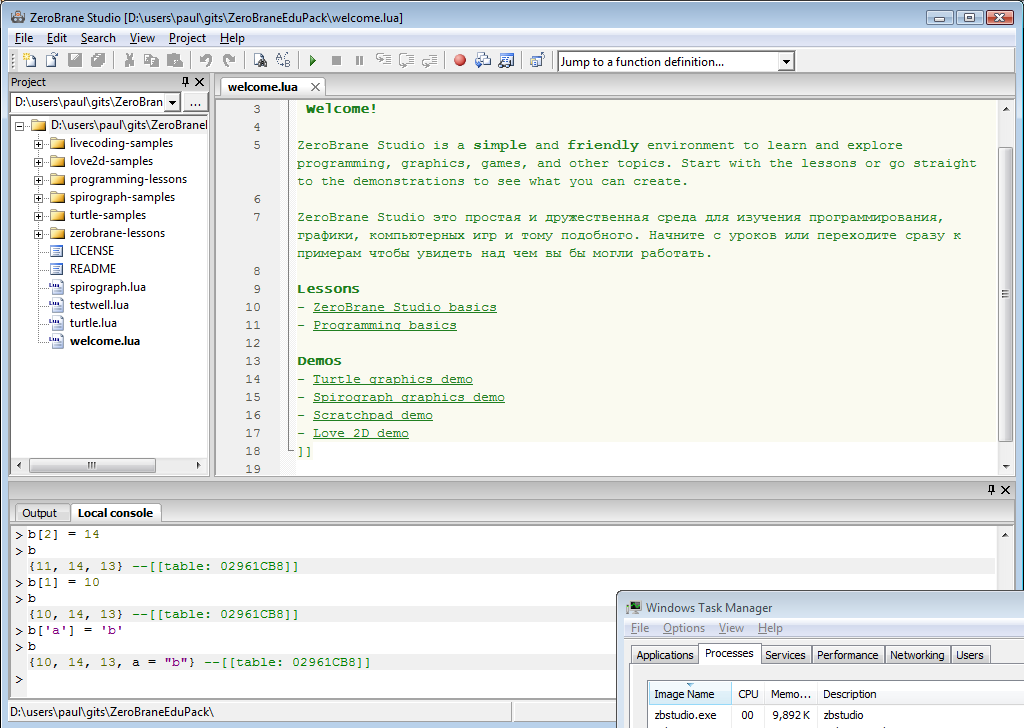 ZeroBrane Studio [D:\users\paul\gits\ZeroBraneEduPack\welcome.lua]
File Edit Search View Project Help
Jump to a function definition...
Project
D:\users\paul\gits\ZeroBran
...
D:\users\paul\gits\ZeroBraneI
livecoding-samples
love2d-samples
programming-lessons
spirograph-samples
turtle-samples
zerobrane-lessons
LICENSE
README
spirograph.lua
testwell.lua
turtle.lua
welcome.lua
welcome.lua
3 Welcome!
4
5 ZeroBrane Studio is a simple and friendly environment to learn and explore
programming, graphics, games, and other topics. Start with the lessons or go straight
to the demonstrations to see what you can create.
6
7 ZeroBrane Studio это простая и дружественная среда для изучения программирования,
графики, компьютерных игр и тому подобного. Начните с уроков или переходите сразу к
примерам чтобы увидеть над чем вы бы могли работать.
8
9 Lessons
10 - ZeroBrane Studio basics
11 - Programming basics
12
13 Demos
14 - Turtle graphics demo
15 - Spirograph graphics demo
16 - Scratchpad demo
17 - Love 2D demo
18 ]]
19
Output Local console
> b[2] = 14
> b
{11, 14, 13} --[[table: 02961CB8]]
> b[1] = 10
> b
{10, 14, 13} --[[table: 02961CB8]]
> b['a'] = 'b'
> b
{10, 14, 13, a = "b"} --[[table: 02961CB8]]
>
D:\users\paul\gits\ZeroBraneEduPack\
Windows Task Manager
File Options View Help
Applications Processes Services Performance Networking Users
Image Name CPU Memo... Description
zbstudio.exe 00 9,892 K zbstudio